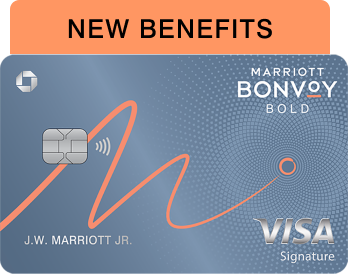 NEW BENEFITS
MARRIOTT
BONVOY
BOLD
J.W. MARRIOTT JR.
VISA
Signature